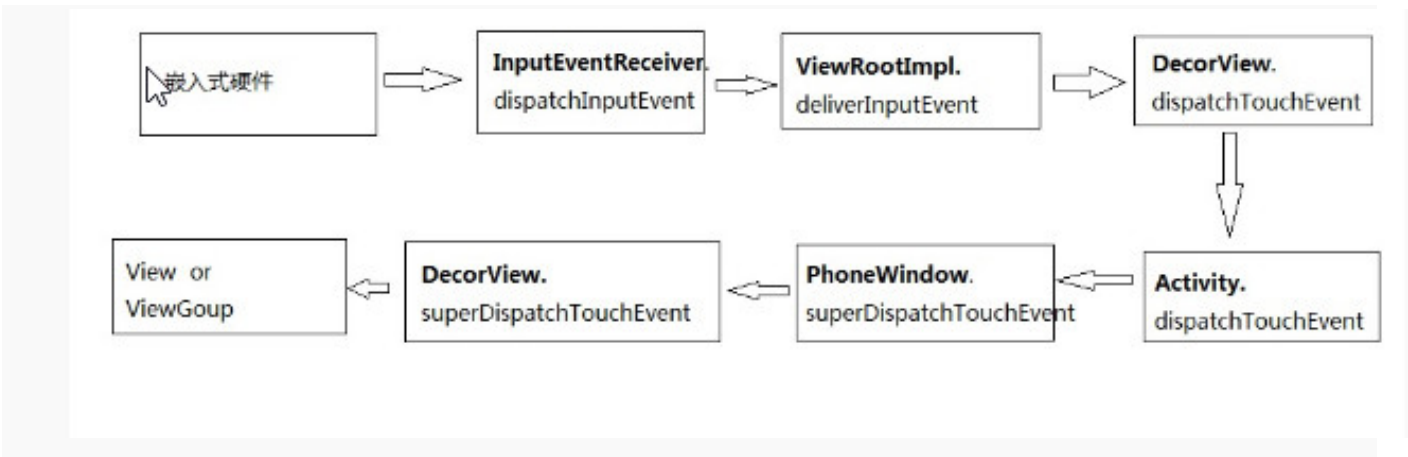 嵌入式硬件
InputEventReceiver.
dispatchInputEvent
ViewRootImpl.
deliverInputEvent
DecorView.
dispatchTouchEvent
Activity.
dispatchTouchEvent
PhoneWindow.
superDispatchTouchEvent
DecorView.
superDispatchTouchEvent
View or
ViewGoup